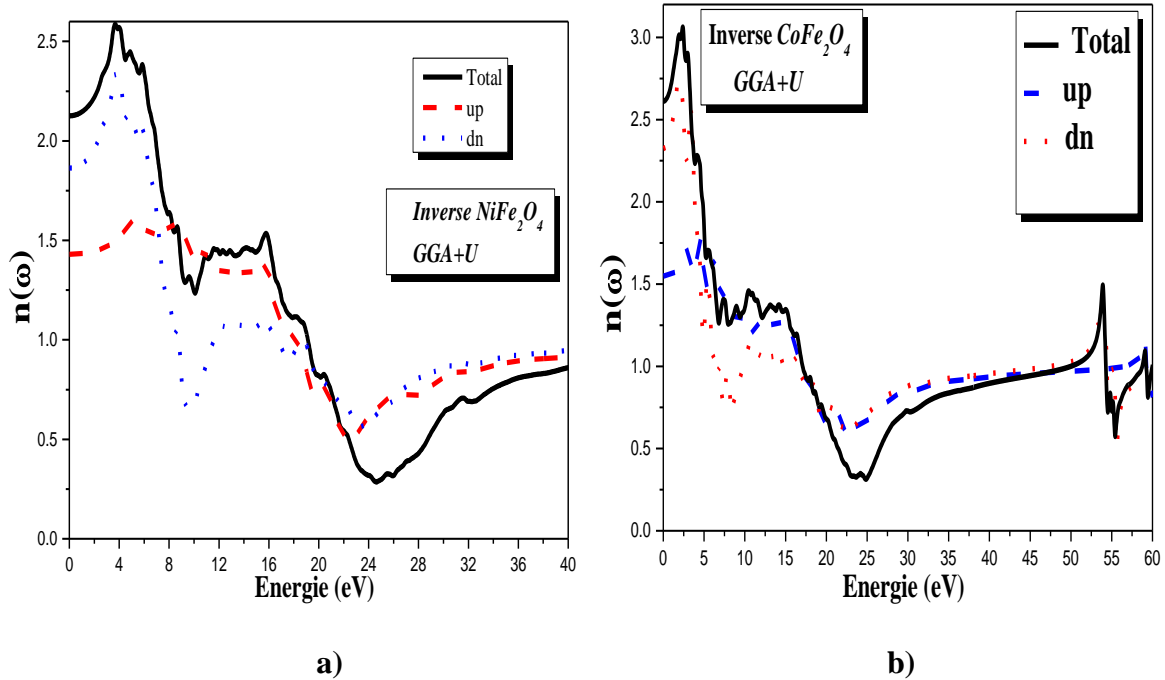 2.5
2.0
1.5
1.0
0.5
0.0
n(ω)
0 4 8 12 16 20 24 28 32 36 40
Energie (eV)
Total
up
dn
Inverse NiFe₂O₄
GGA+U
a)
3.0
2.5
2.0
1.5
1.0
0.5
0.0
n(ω)
0 5 10 15 20 25 30 35 40 45 50 55 60
Energie (eV)
Inverse CoFe₂O₄
GGA+U
Total
up
dn
b)